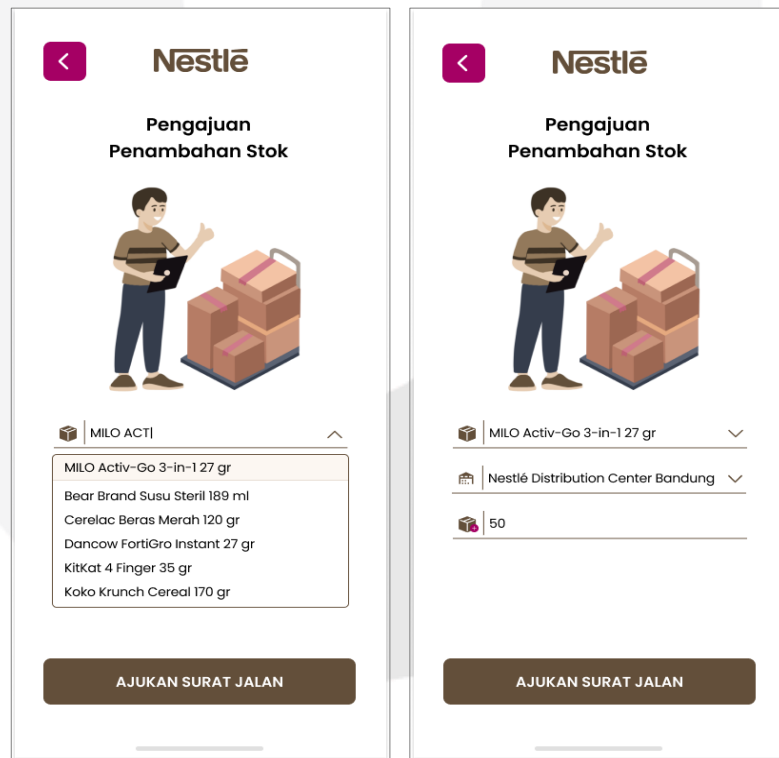 Nestlé
Pengajuan
Penambahan Stok
MILO ACT
MILO Activ-Go 3-in-1 27 gr
Bear Brand Susu Steril 189 ml
Cerelac Beras Merah 120 gr
Dancow FortiGro Instant 27 gr
KitKat 4 Finger 35 gr
Koko Krunch Cereal 170 gr
AJUKAN SURAT JALAN
Nestlé
Pengajuan
Penambahan Stok
MILO Activ-Go 3-in-1 27 gr
Nestlé Distribution Center Bandung
50
AJUKAN SURAT JALAN